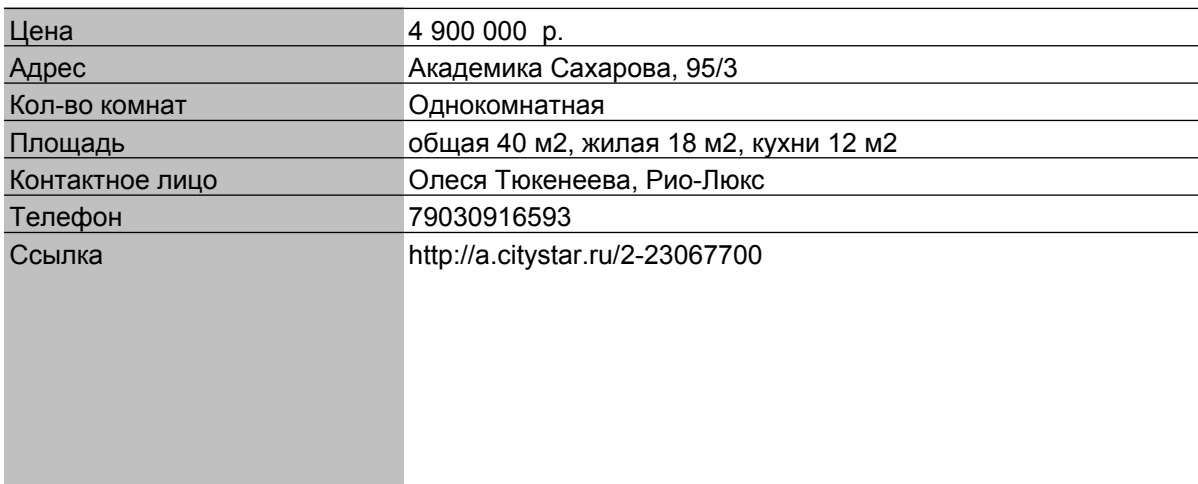 Цена 4 900 000 р.
Адрес Академика Сахарова, 95/3
Кол-во комнат Однокомнатная
Площадь общая 40 м2, жилая 18 м2, кухни 12 м2
Контактное лицо Олеся Тюкенеева, Рио-Люкс
Телефон 79030916593
Ссылка http://a.citystar.ru/2-23067700